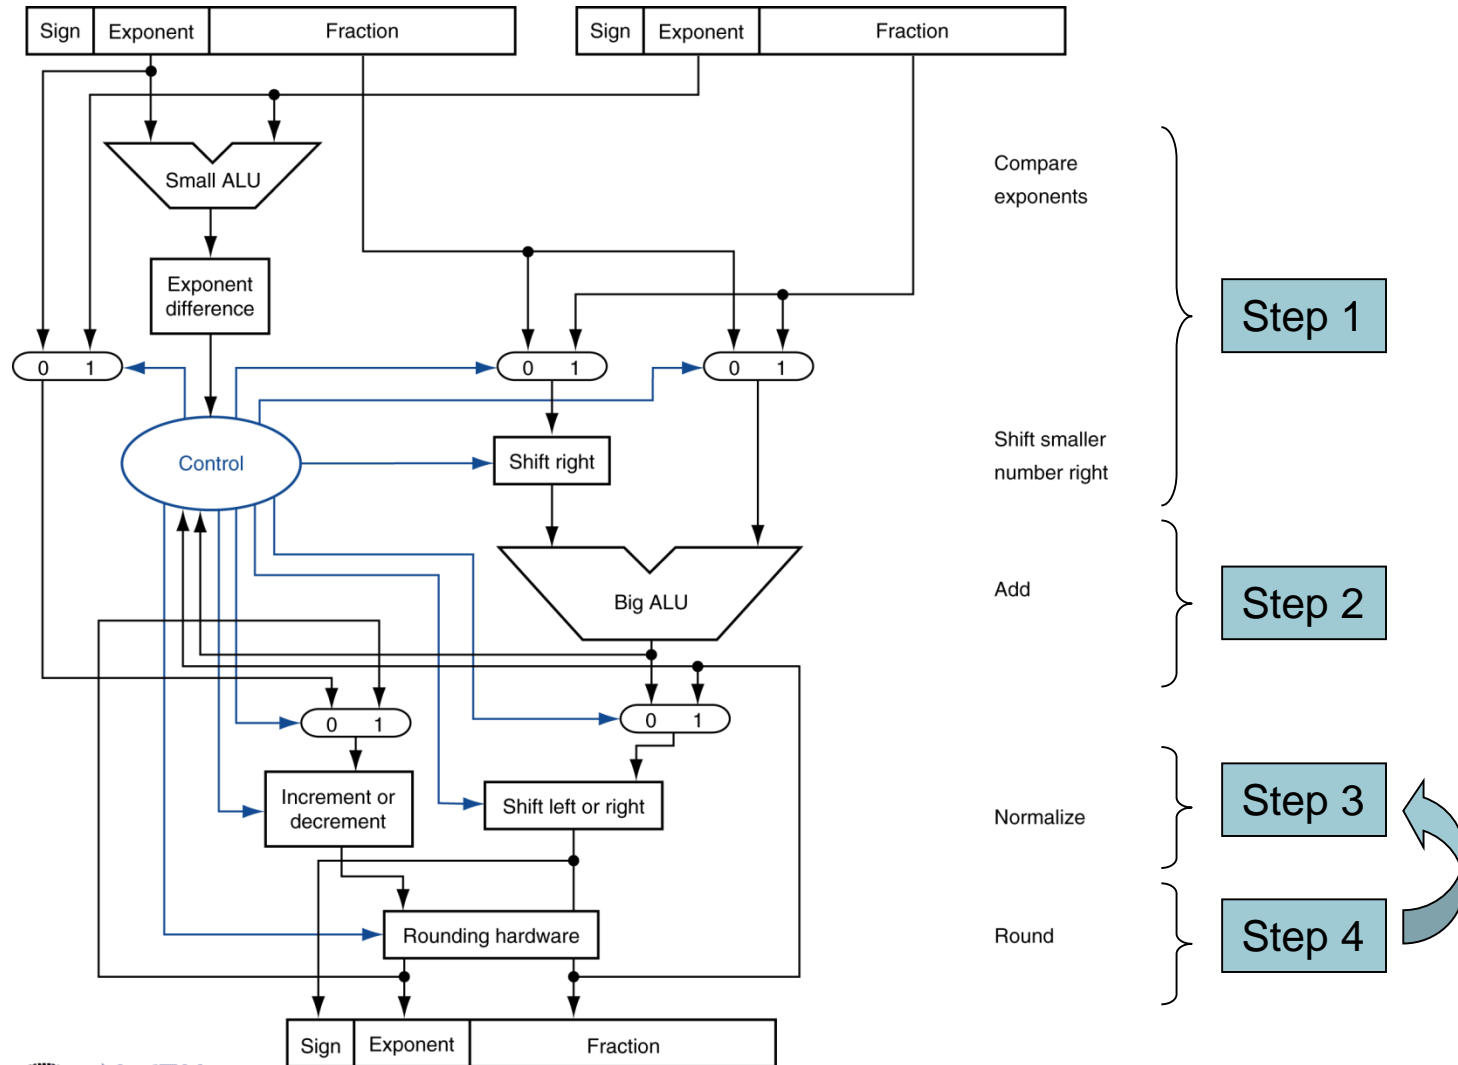 Sign Exponent Fraction Sign Exponent Fraction
Small ALU
Compare
exponents
Exponent
difference
Step 1
0 1 0 1 0 1
Control
Shift right
Shift smaller
number right
Add
Big ALU
Step 2
0 1 0 1
Increment or
decrement
Shift left or right
Normalize
Step 3
Rounding hardware
Round
Step 4
Sign Exponent Fraction